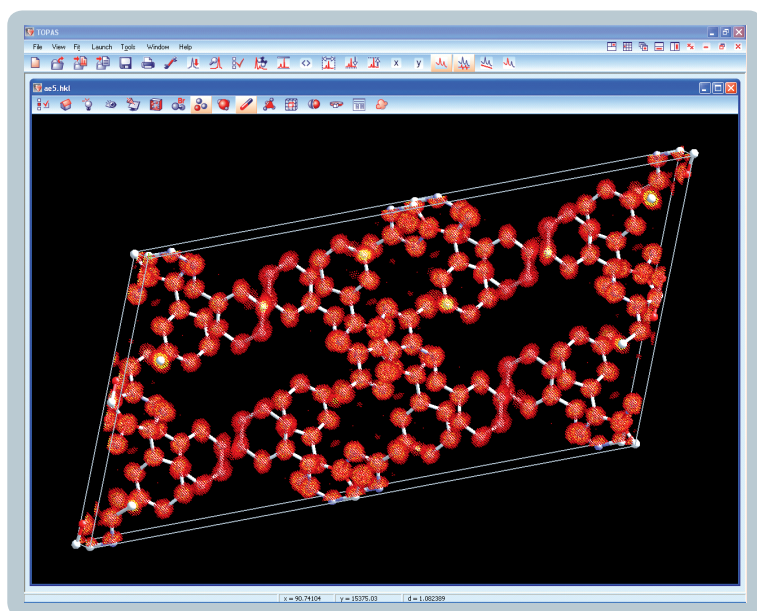 TOPAS
File View Fit Launch Tools Window Help
x y
ae5.hkl
x = 90.74104 y = 15375.03 d = 1.082389